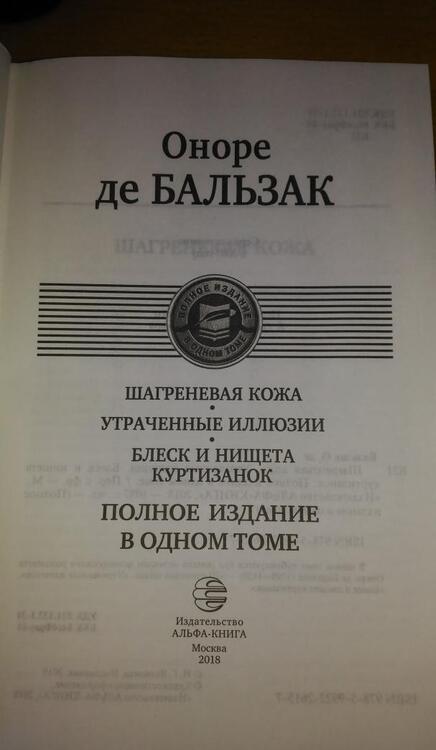 Оноре
де БАЛЬЗАК
ПОЛНОЕ ИЗДАНИЕ
В ОДНОМ ТОМЕ
ШАГРЕНЕВАЯ КОЖА
•
УТРАЧЕННЫЕ ИЛЛЮЗИИ
•
БЛЕСК И НИЩЕТА
КУРТИЗАНОК
ПОЛНОЕ ИЗДАНИЕ
В ОДНОМ ТОМЕ
Издательство
АЛЬФА-КНИГА
Москва
2018